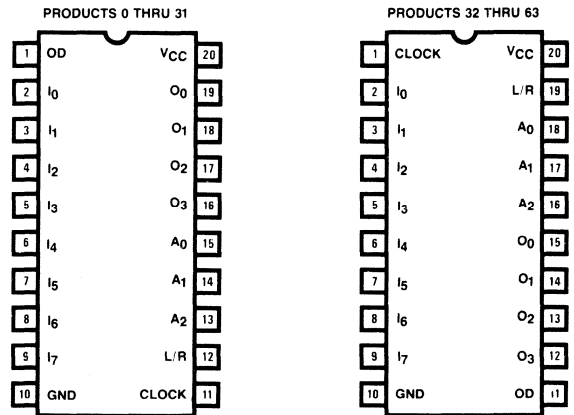 PRODUCTS 0 THRU 31 PRODUCTS 32 THRU 63
1 OD VCC 20 1 CLOCK VCC 20
2 I0 O0 19 2 I0 L/R 19
3 I1 O1 18 3 I1 A0 18
4 I2 O2 17 4 I2 A1 17
5 I3 O3 16 5 I3 A2 16
6 I4 A0 15 6 I4 O0 15
7 I5 A1 14 7 I5 O1 14
8 I6 A2 13 8 I6 O2 13
9 I7 L/R 12 9 I7 O3 12
10 GND CLOCK 11 10 GND OD 11